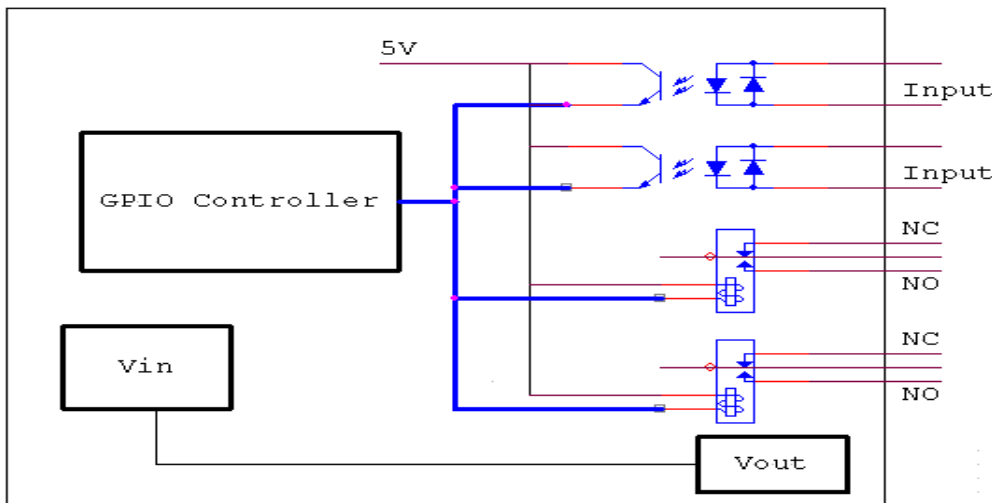 5V
Input
GPIO Controller
Input
NC
NO
Vin
NC
NO
Vout